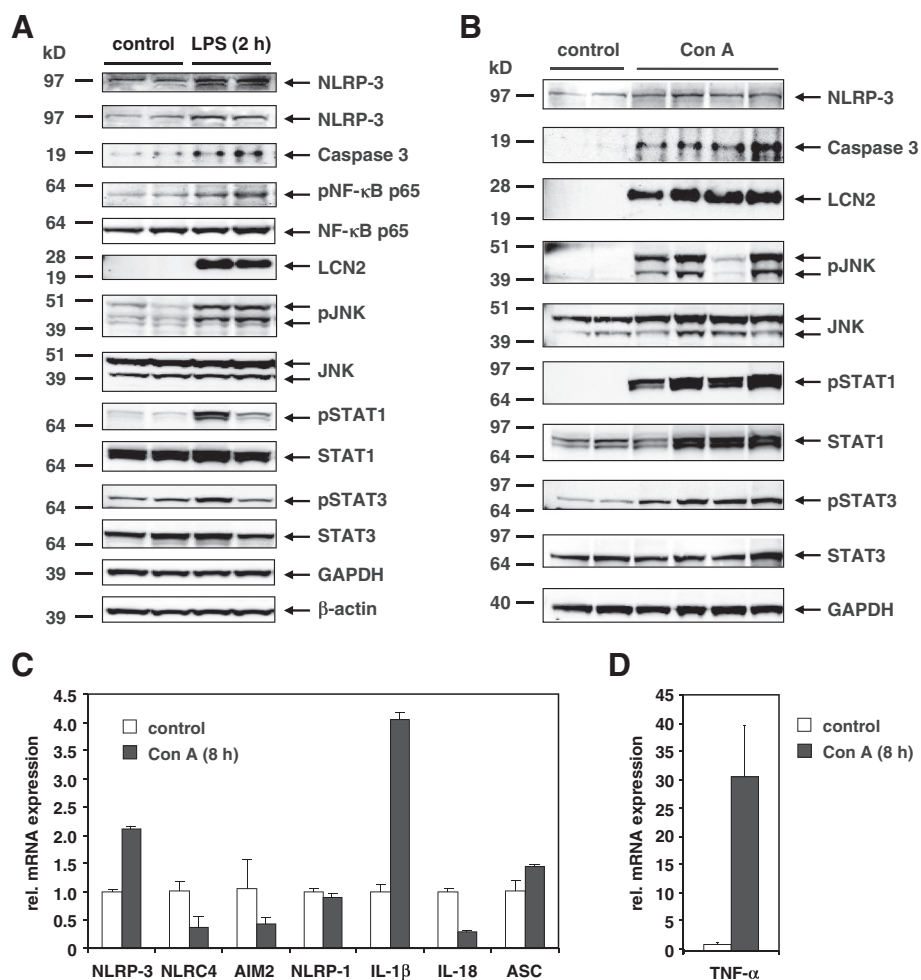 A
control LPS (2 h)
kD
97 NLRP-3
97 NLRP-3
19 Caspase 3
64 pNF-κB p65
64 NF-κB p65
28 LCN2
19
51 pJNK
39
51 JNK
39
64 pSTAT1
64 STAT1
64 pSTAT3
64 STAT3
39 GAPDH
39 β-actin
B
control Con A
kD
97 NLRP-3
19 Caspase 3
28 LCN2
19
51 pJNK
39
51 JNK
39
97 pSTAT1
64
97 STAT1
64
97 pSTAT3
64
97 STAT3
64
40 GAPDH
C
rel. mRNA expression
4.5
4.0
3.5
3.0
2.5
2.0
1.5
1.0
0.5
0
control
Con A (8 h)
NLRP-3 NLRC4 AIM2 NLRP-1 IL-1β IL-18 ASC
D
rel. mRNA expression
45
40
35
30
25
20
15
10
5
0
control
Con A (8 h)
TNF-α